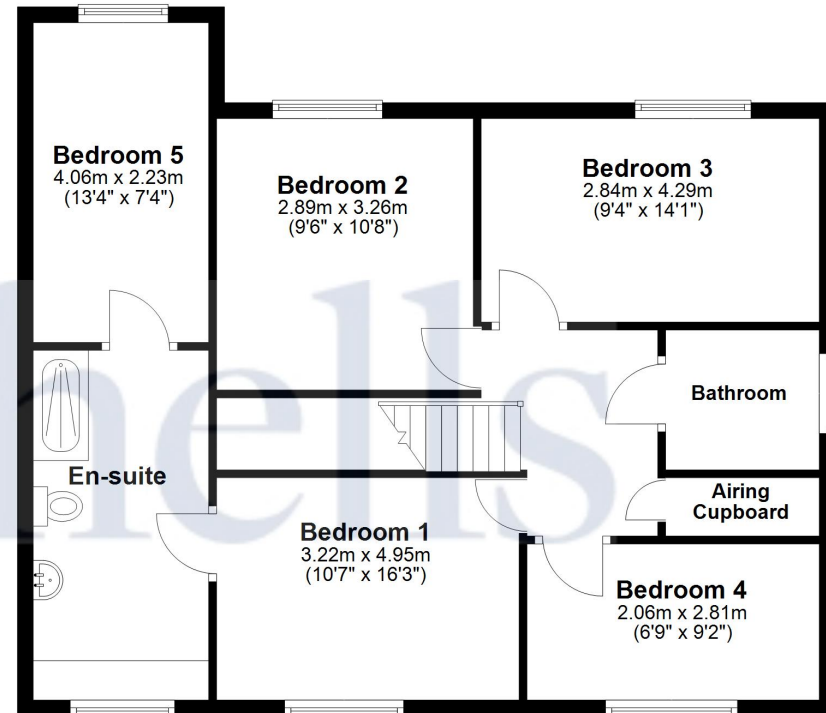 Bedroom 5
4.06m x 2.23m
(13'4" x 7'4")
Bedroom 2
2.89m x 3.26m
(9'6" x 10'8")
Bedroom 3
2.84m x 4.29m
(9'4" x 14'1")
Bathroom
En-suite
Airing
Cupboard
Bedroom 1
3.22m x 4.95m
(10'7" x 16'3")
Bedroom 4
2.06m x 2.81m
(6'9" x 9'2")
hells